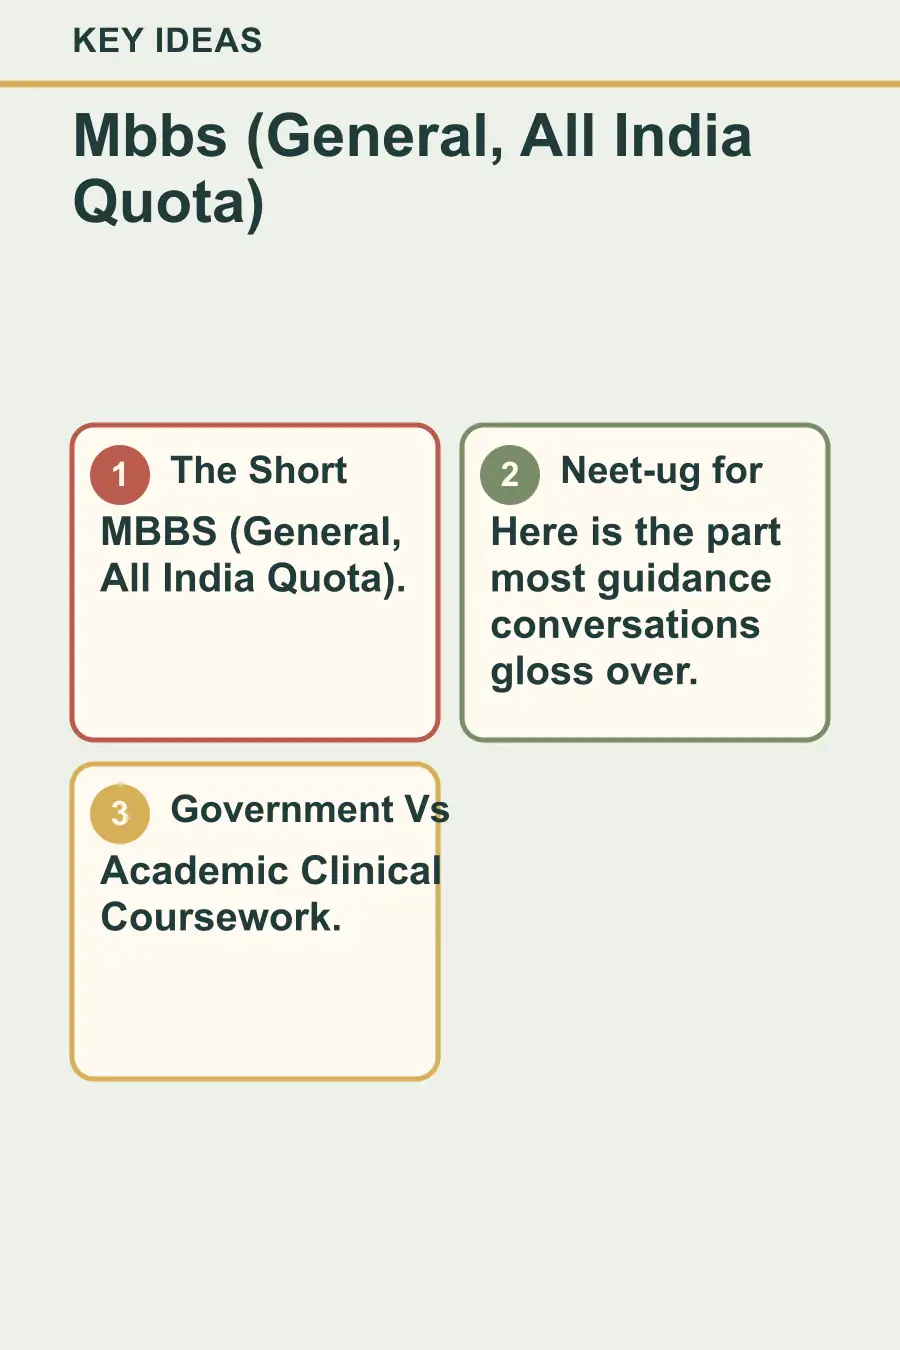 KEY IDEAS
Mbbs (General, All India
Quota)
1 The Short
MBBS (General,
All India Quota).
2 Neet-ug for
Here is the part
most guidance
conversations
gloss over.
3 Government Vs
Academic Clinical
Coursework.